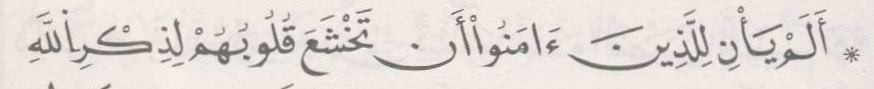 * أَلَمْ يَأْنِ لِلَّذِينَ ءَامَنُوٓا۟ أَن تَخْشَعَ قُلُوبُهُمْ لِذِكْرِ ٱللَّهِ